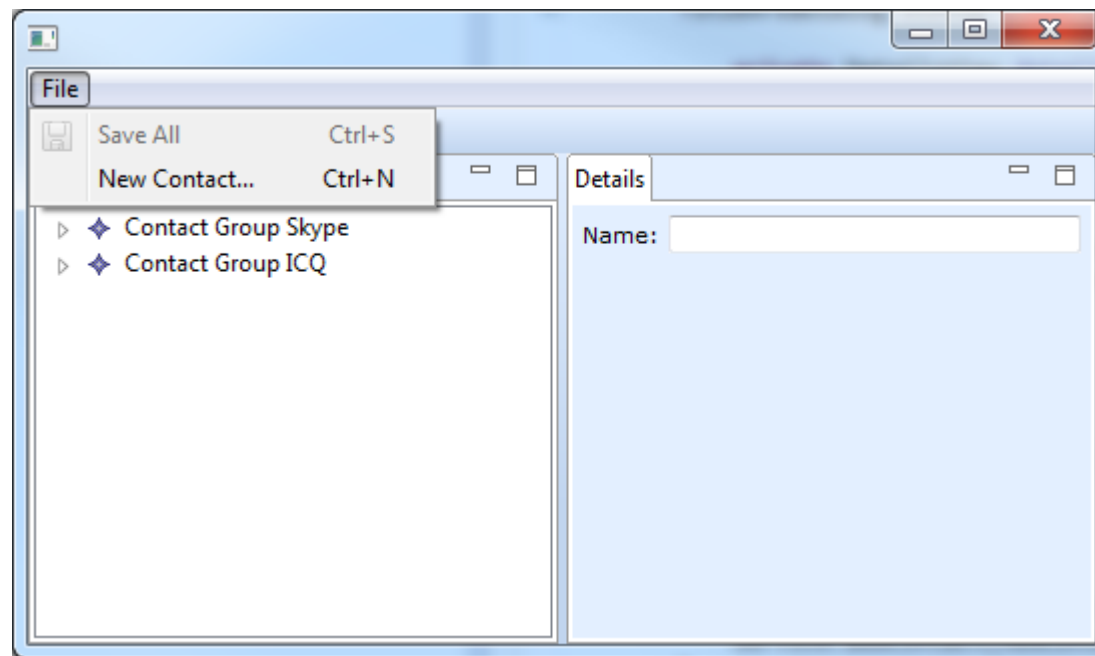 File
Save All Ctrl+S
New Contact... Ctrl+N
Details
Contact Group Skype
Contact Group ICQ
Name: